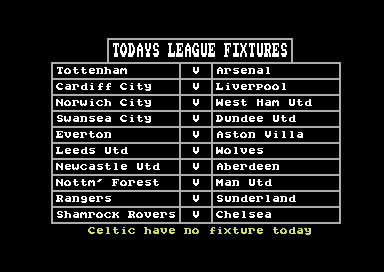 TODAYS LEAGUE FIXTURES
Tottenham V Arsenal
Cardiff City V Liverpool
Norwich City V West Ham Utd
Swansea City V Dundee Utd
Everton V Aston Villa
Leeds Utd V Wolves
Newcastle Utd V Aberdeen
Nottm' Forest V Man Utd
Rangers V Sunderland
Shamrock Rovers V Chelsea
Celtic have no fixture today